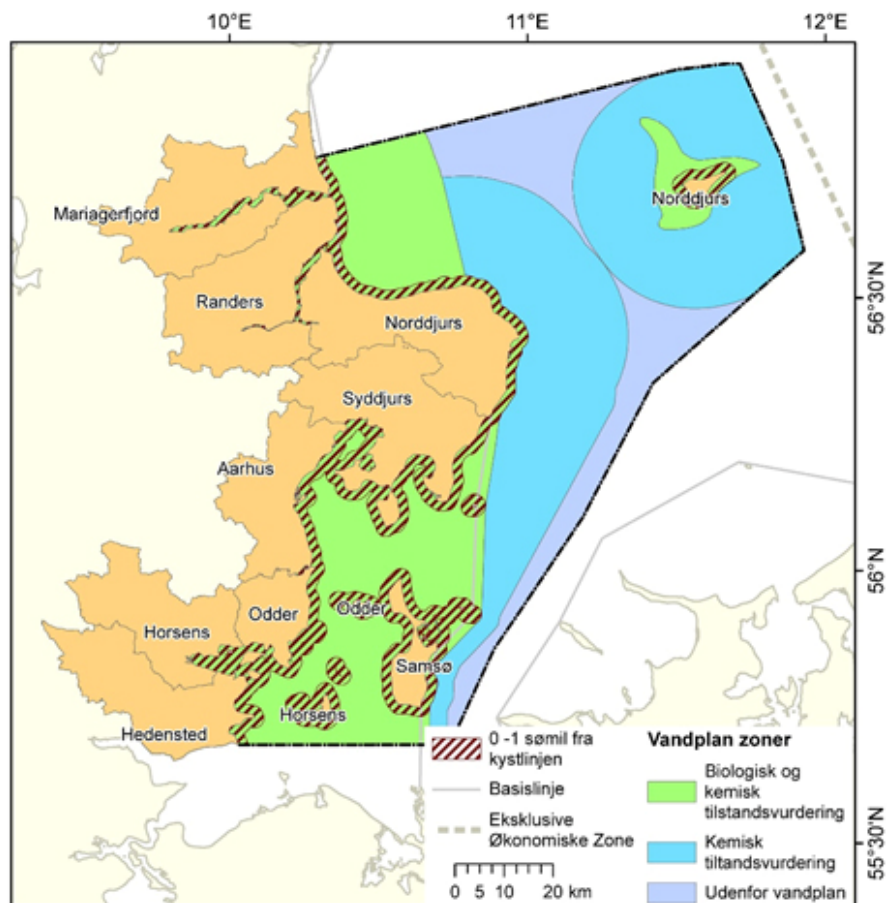 10°E
11°E
12°E
Mariagerfjord
Norddjurs
Randers
56°30'N
Norddjurs
Syddjurs
Aarhus
56°N
Odder
Odder
Horsens
Samsø
Horsens
Hedensted
0 -1 sømil fra
kystlinjen
Basislinje
Eksklusive
Økonomiske Zone
0 5 10 20 km
Vandplan zoner
Biologisk og
kemisk
tilstandsvurdering
Kemisk
tiltandsvurdering
Udenfor vandplan
55°30'N